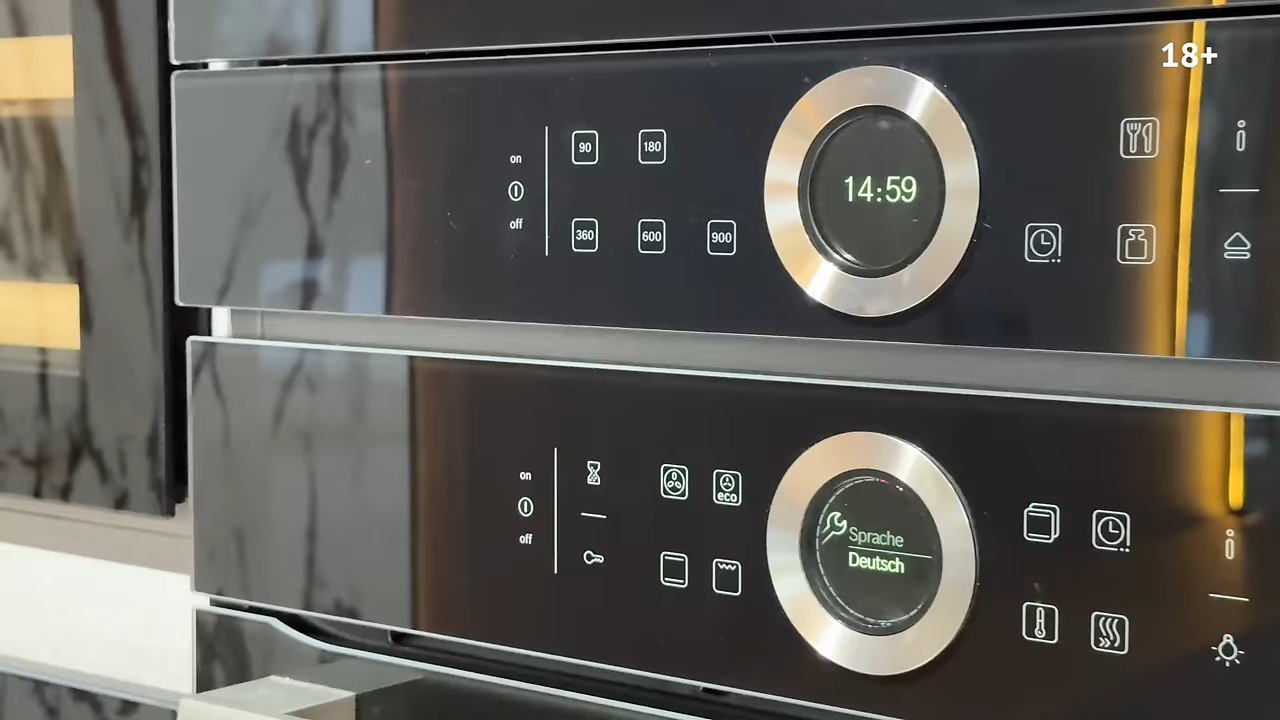 18+
on
off
90
180
360
600
900
14:59
on
off
eco
Sprache
Deutsch